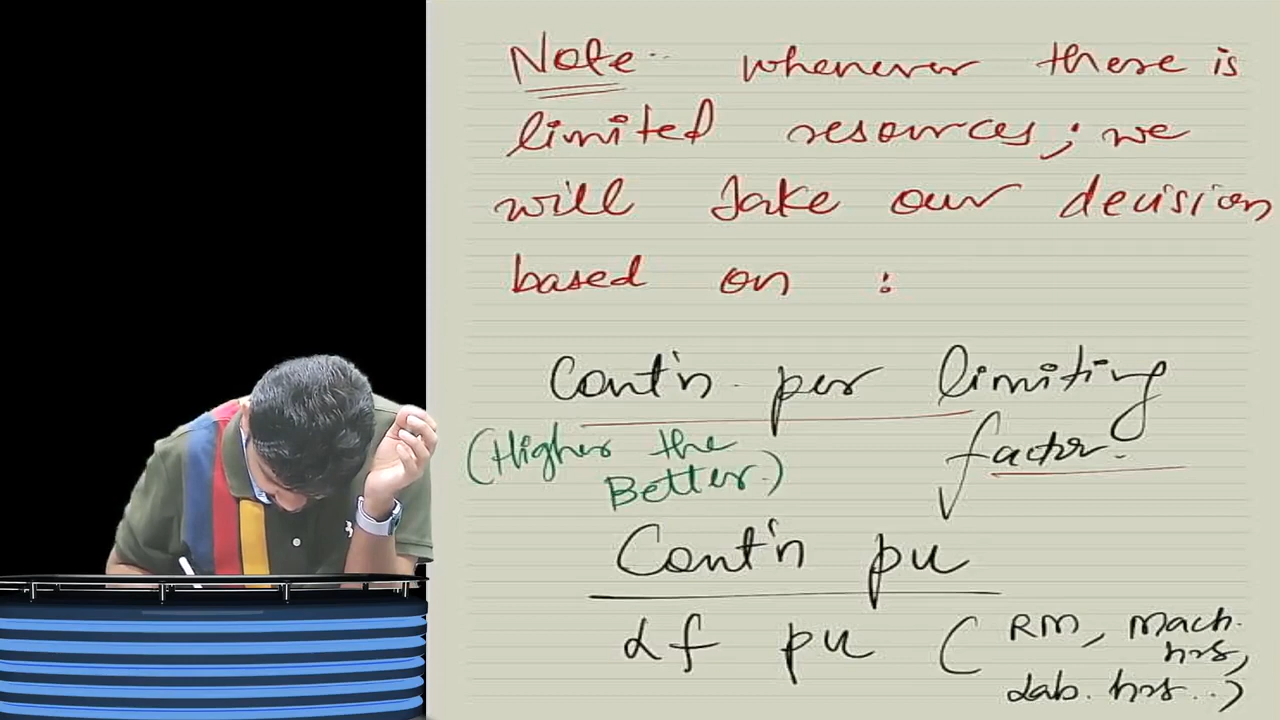 Note:- whenever there is
limited resources; we
will take our decision
based on :
Cont'n. per limiting
factor.
(Higher the
Better.)
Cont'n pu
Lf pu (RM, Mach.
hrs,
Lab. hrs..)